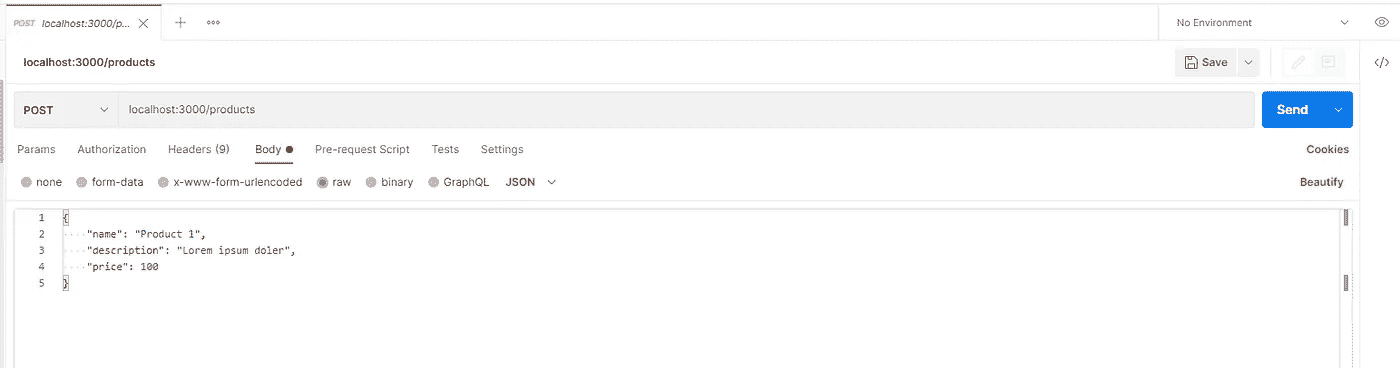 POST localhost:3000/p...
No Environment
localhost:3000/products
Save
POST localhost:3000/products Send
Params Authorization Headers (9) Body Pre-request Script Tests Settings Cookies
none form-data x-www-form-urlencoded raw binary GraphQL JSON Beautify
1 {
2 "name": "Product 1",
3 "description": "Lorem ipsum doler",
4 "price": 100
5 }